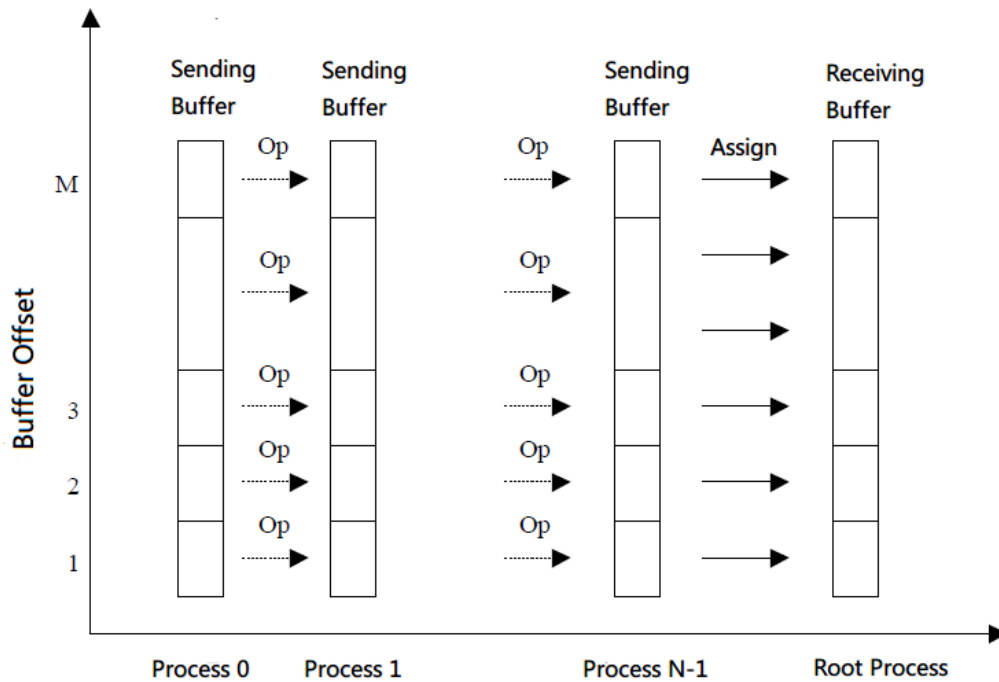 Sending
Buffer
Sending
Buffer
Sending
Buffer
Receiving
Buffer
Op
Op
Assign
M
Op
Op
Buffer Offset
Op
Op
3
Op
Op
2
Op
Op
1
Process 0
Process 1
Process N-1
Root Process